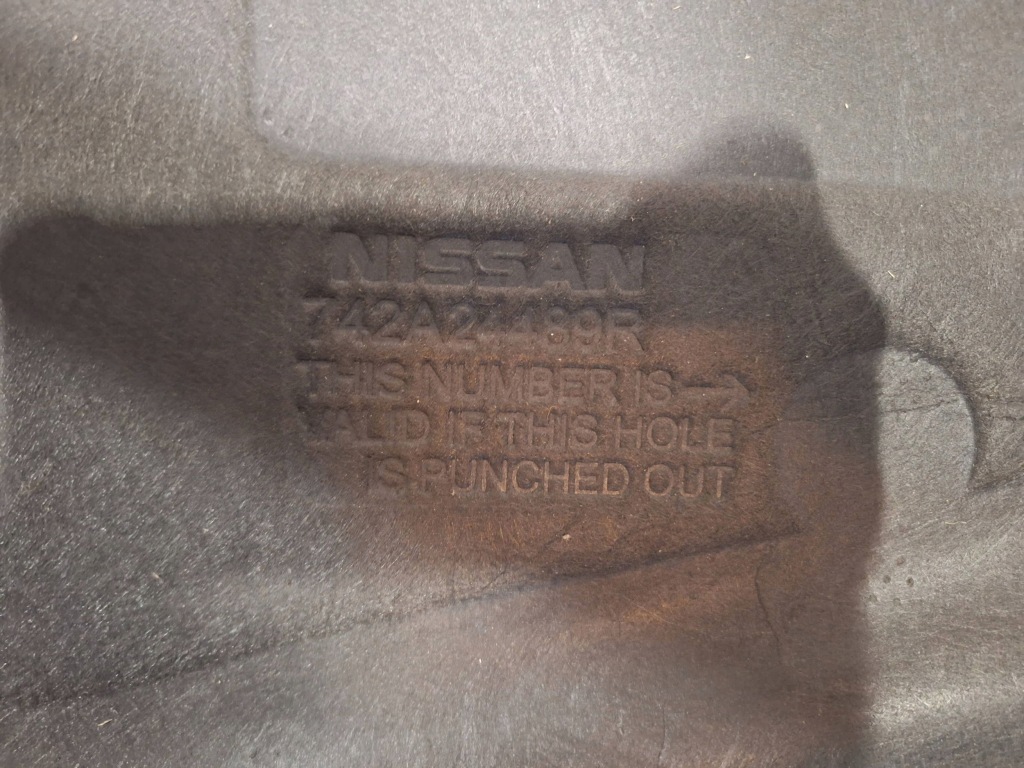 NISSAN
742A24489R
THIS NUMBER IS →
VALID IF THIS HOLE
IS PUNCHED OUT